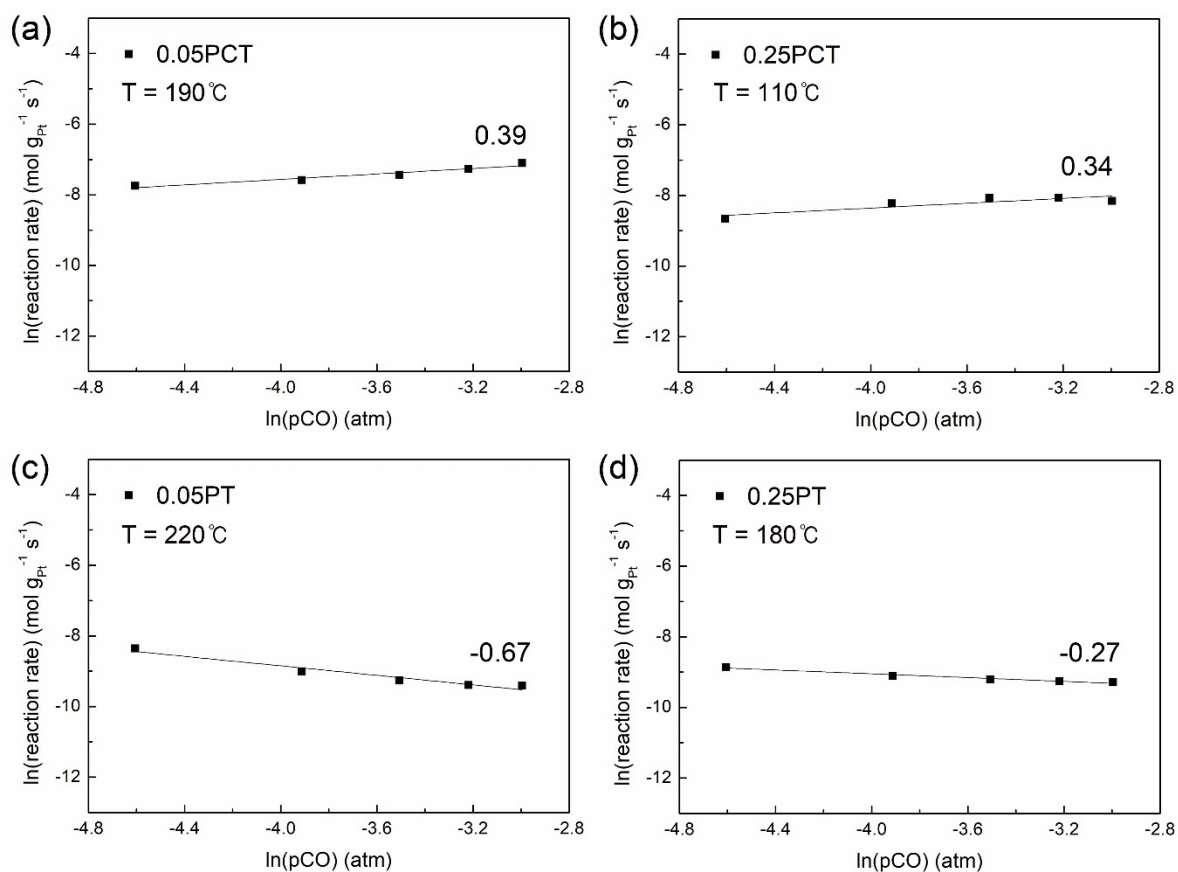 (a)
0.05PCT
T = 190℃
0.39
-4
-6
-8
-10
-12
-4.8
-4.4
-4.0
-3.6
-3.2
-2.8
ln(reaction rate) (mol gPt-1 s-1)
ln(pCO) (atm)
(b)
0.25PCT
T = 110℃
0.34
-4
-6
-8
-10
-12
-4.8
-4.4
-4.0
-3.6
-3.2
-2.8
ln(reaction rate) (mol gPt-1 s-1)
ln(pCO) (atm)
(c)
0.05PT
T = 220℃
-0.67
-4
-6
-8
-10
-12
-4.8
-4.4
-4.0
-3.6
-3.2
-2.8
ln(reaction rate) (mol gPt-1 s-1)
ln(pCO) (atm)
(d)
0.25PT
T = 180℃
-0.27
-4
-6
-8
-10
-12
-4.8
-4.4
-4.0
-3.6
-3.2
-2.8
ln(reaction rate) (mol gPt-1 s-1)
ln(pCO) (atm)